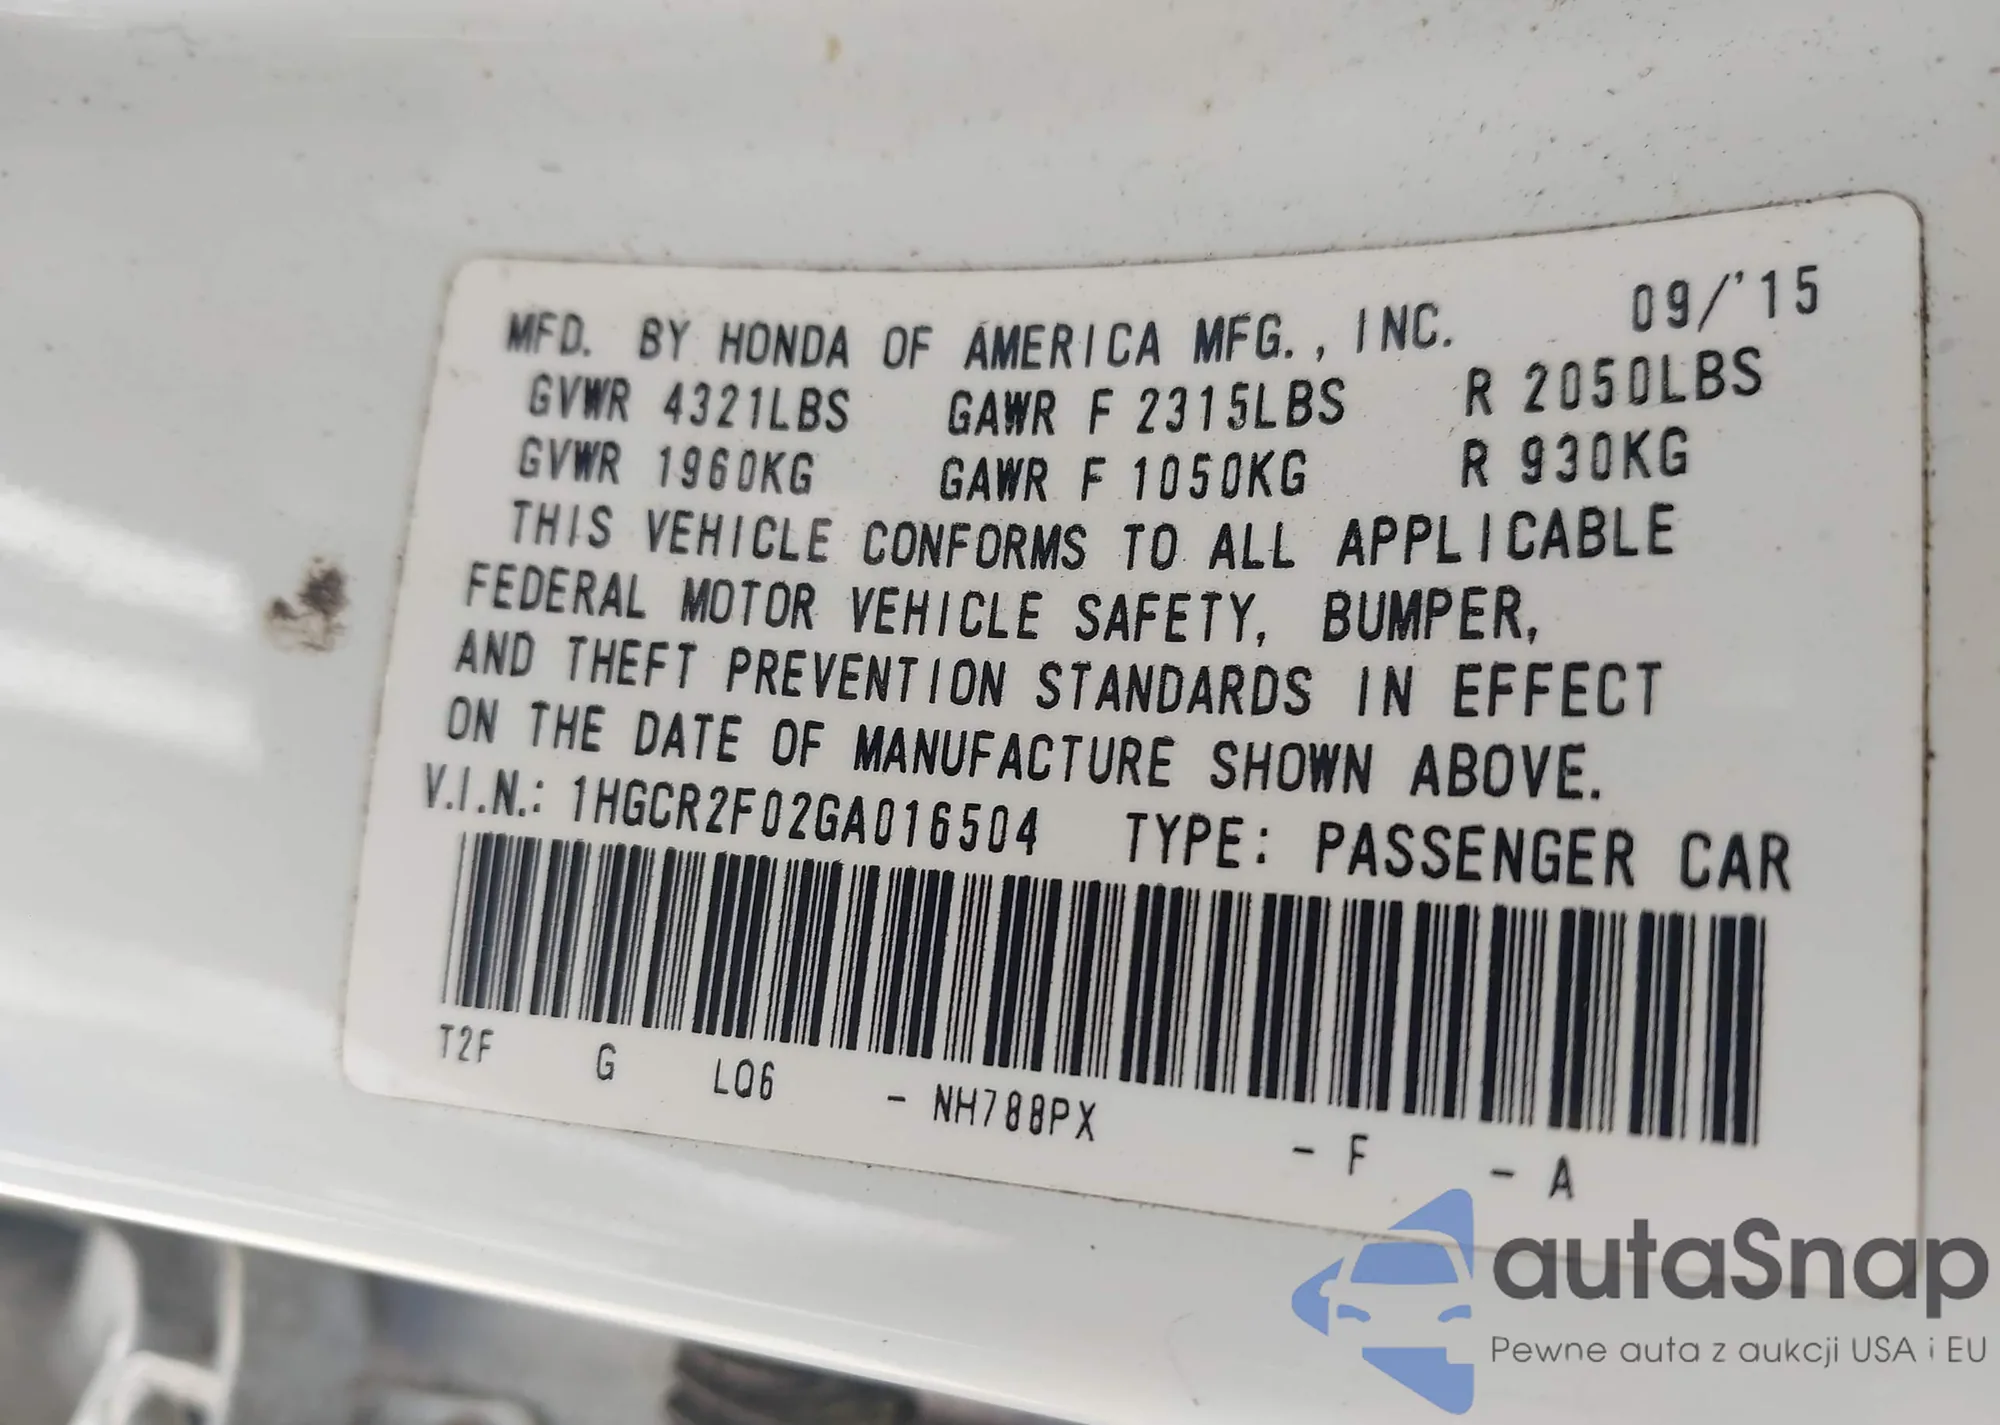 MFD. BY HONDA OF AMERICA MFG., INC. 09/'15
GVWR 4321LBS GAWR F 2315LBS R 2050LBS
GVWR 1960KG GAWR F 1050KG R 930KG
THIS VEHICLE CONFORMS TO ALL APPLICABLE
FEDERAL MOTOR VEHICLE SAFETY, BUMPER,
AND THEFT PREVENTION STANDARDS IN EFFECT
ON THE DATE OF MANUFACTURE SHOWN ABOVE.
V.I.N.: 1HGCR2F02GA016504 TYPE: PASSENGER CAR
T2F G LQ6 - NH788PX - F - A
autaSnap
Pewne auta z aukcji USA i EU